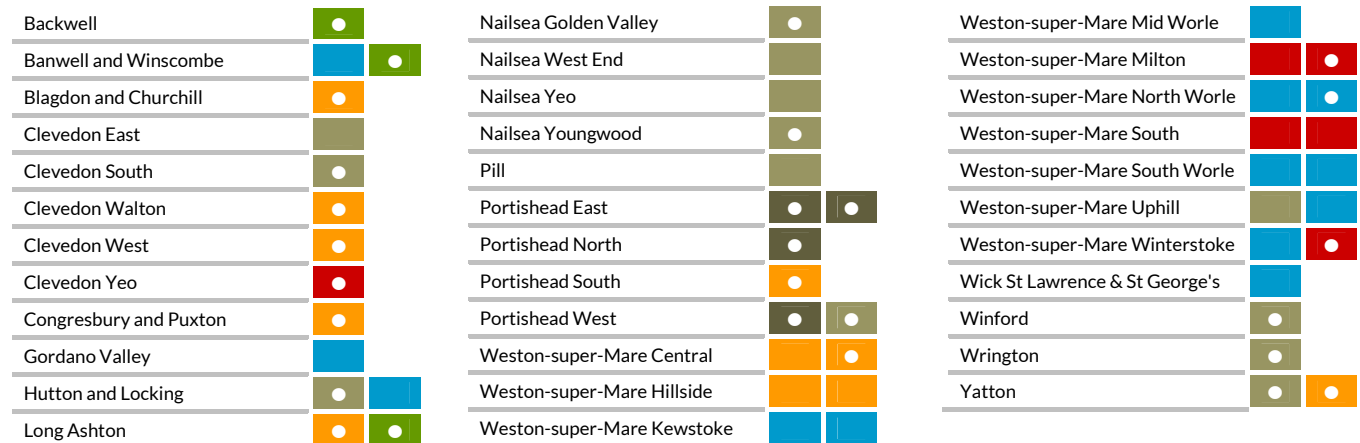 Backwell
Banwell and Winscombe
Blagdon and Churchill
Clevedon East
Clevedon South
Clevedon Walton
Clevedon West
Clevedon Yeo
Congresbury and Puxton
Gordano Valley
Hutton and Locking
Long Ashton
Nailsea Golden Valley
Nailsea West End
Nailsea Yeo
Nailsea Youngwood
Pill
Portishead East
Portishead North
Portishead South
Portishead West
Weston-super-Mare Central
Weston-super-Mare Hillside
Weston-super-Mare Kewstoke
Weston-super-Mare Mid Worle
Weston-super-Mare Milton
Weston-super-Mare North Worle
Weston-super-Mare South
Weston-super-Mare South Worle
Weston-super-Mare Uphill
Weston-super-Mare Winterstoke
Wick St Lawrence & St George's
Winford
Wrington
Yatton